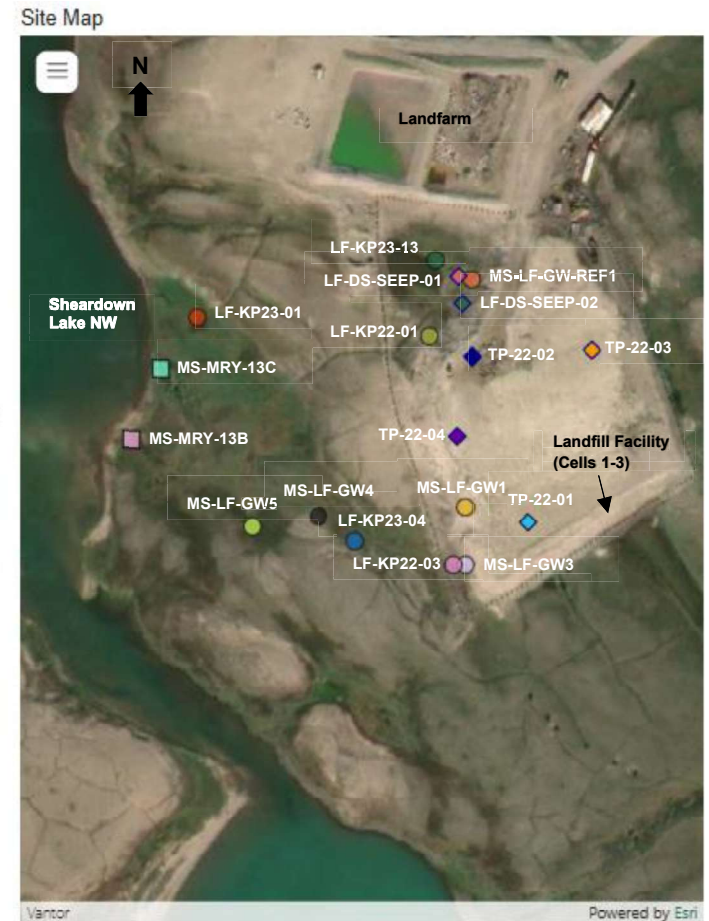 Site Map
N
Landfarm
LF-KP23-13
LF-DS-SEEP-01
MS-LF-GW-REF1
Sheardown
Lake NW
LF-KP23-01
LF-DS-SEEP-02
LF-KP22-01
TP-22-02
TP-22-03
MS-MRY-13C
MS-MRY-13B
TP-22-04
Landfill Facility
(Cells 1-3)
MS-LF-GW5
MS-LF-GW4
MS-LF-GW1
TP-22-01
LF-KP23-04
LF-KP22-03
MS-LF-GW3
Vantor
Powered by Esri